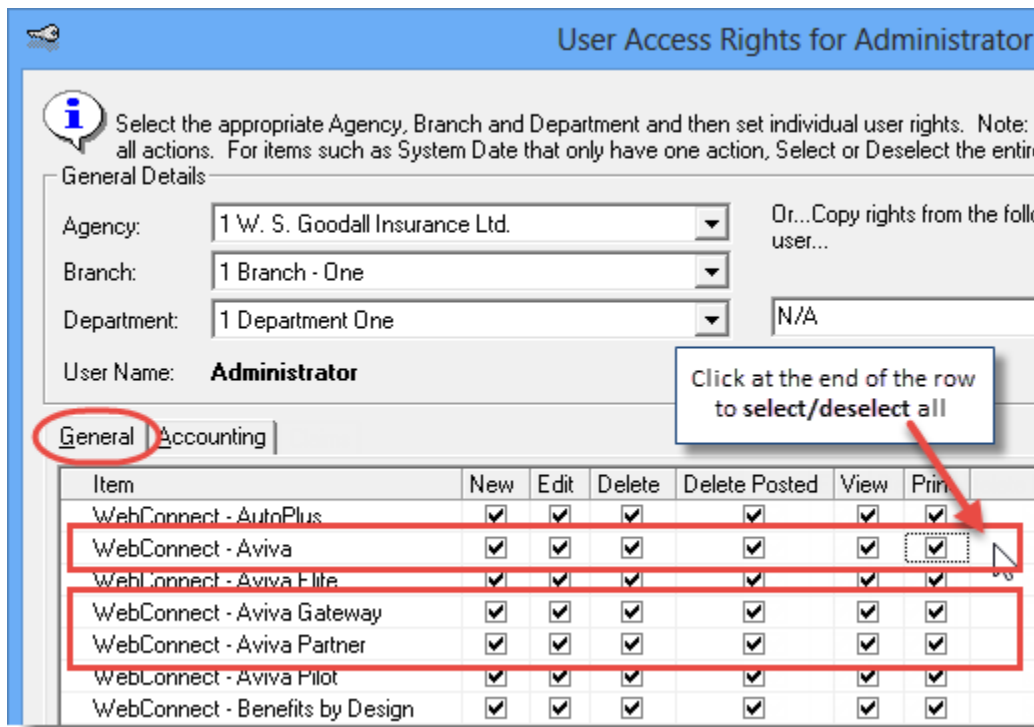 User Access Rights for Administrator
Select the appropriate Agency, Branch and Department and then set individual user rights. Note:
all actions. For items such as System Date that only have one action, Select or Deselect the entire
General Details
Agency: 1 W. S. Goodall Insurance Ltd.
Or...Copy rights from the follo
user...
Branch: 1 Branch - One
Department: 1 Department One
N/A
User Name: Administrator
Click at the end of the row
to select/deselect all
General Accounting
Item New Edit Delete Delete Posted View Print
WebConnect - AutoPlus
WebConnect - Aviva
WebConnect - Aviva Elite
WebConnect - Aviva Gateway
WebConnect - Aviva Partner
WebConnect - Aviva Pilot
WebConnect - Benefits by Design